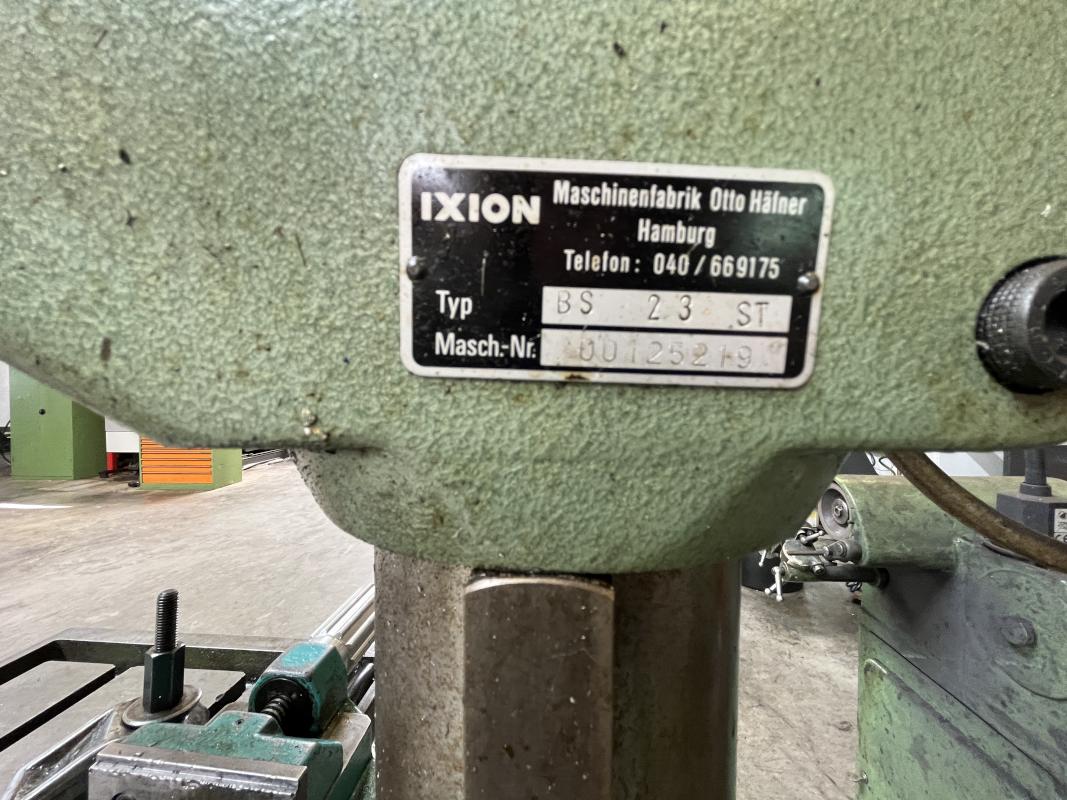 IXION
Maschinenfabrik Otto Häfner
Hamburg
Telefon: 040/669175
Typ BS 23 ST
Masch.-Nr. 00125219